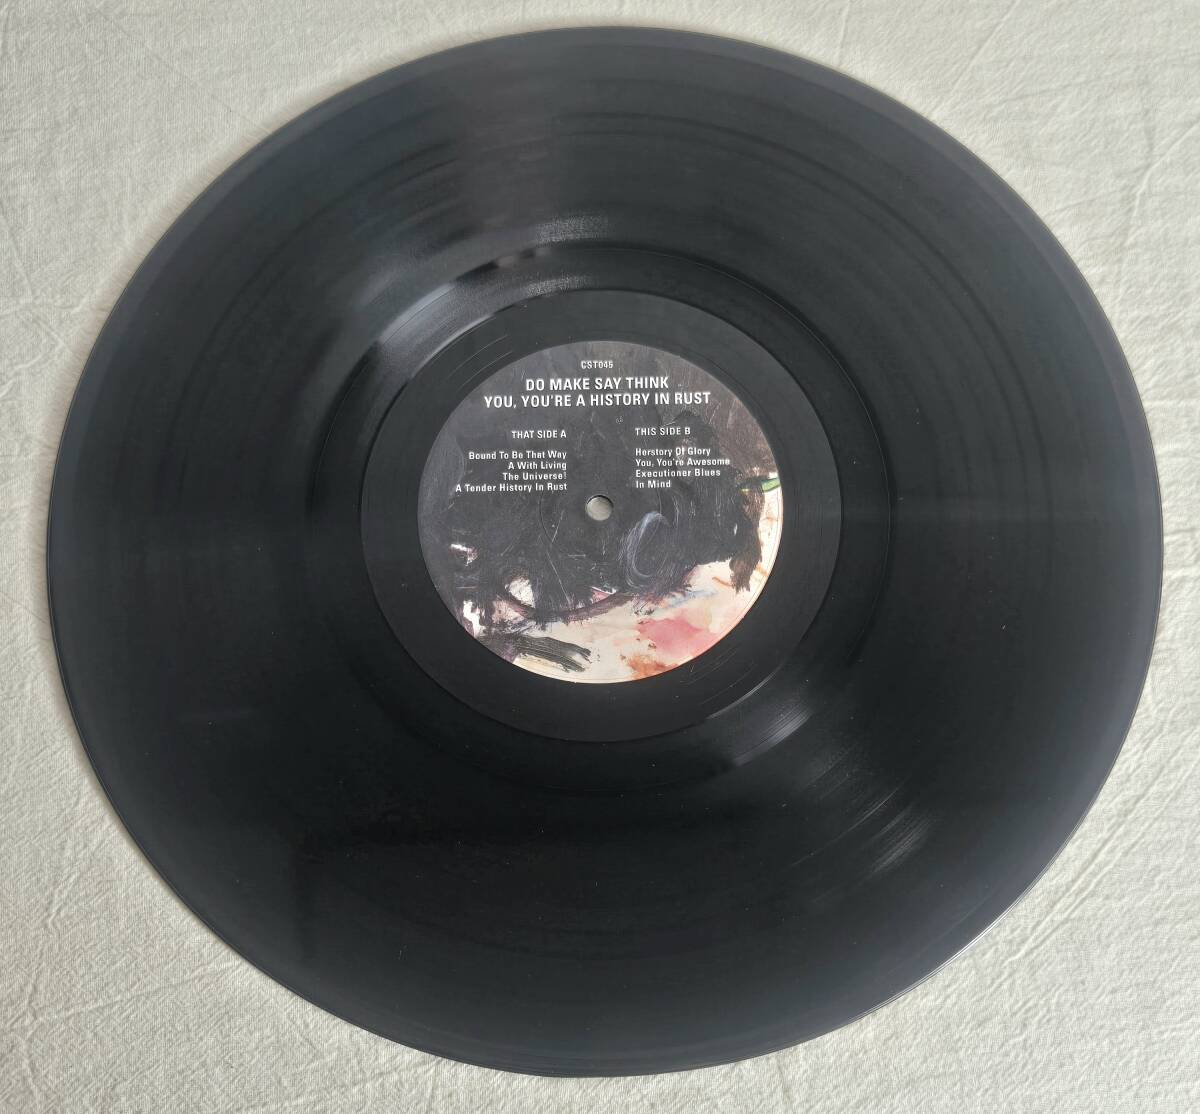 CST045
DO MAKE SAY THINK
YOU, YOU'RE A HISTORY IN RUST
THAT SIDE A
Bound To Be That Way
A With Living
The Universe!
A Tender History In Rust
THIS SIDE B
Herstory Of Glory
You, You're Awesome
Executioner Blues
In Mind